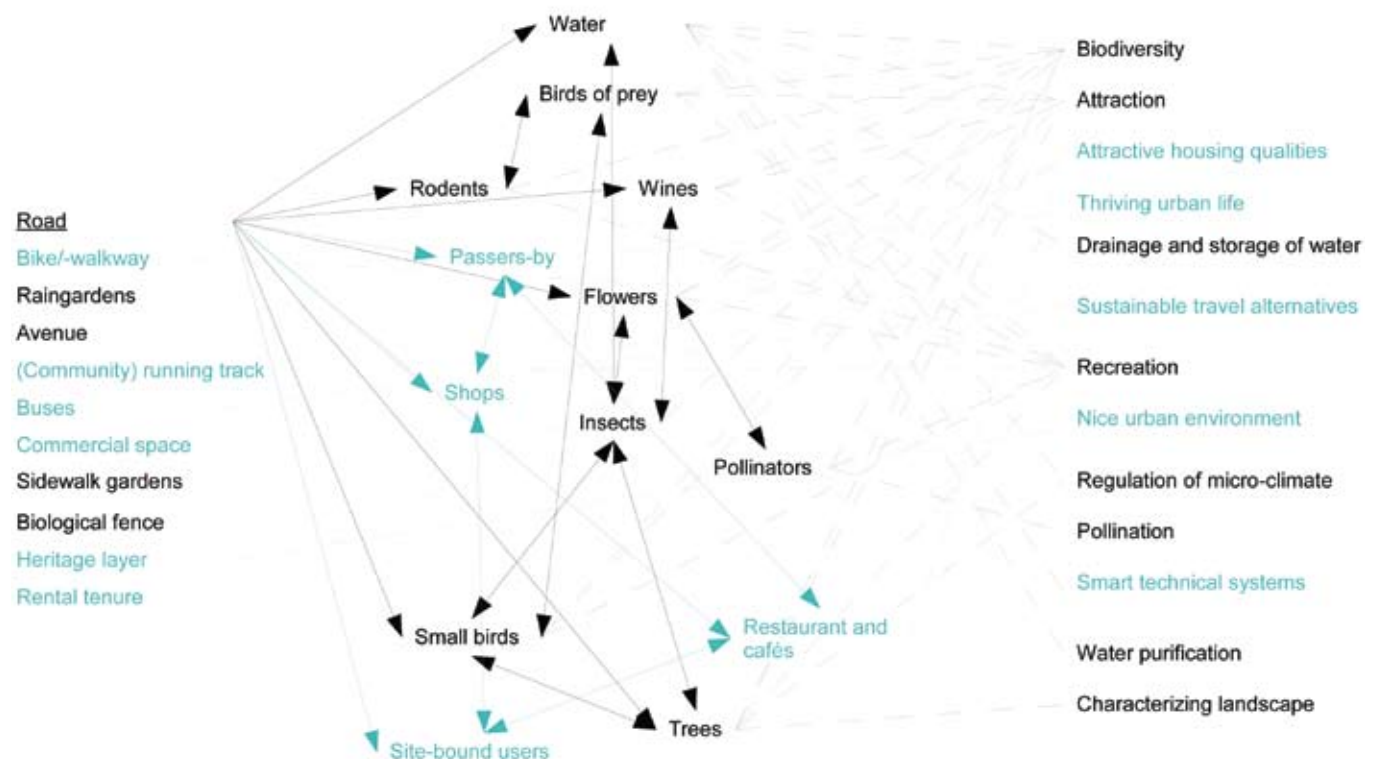 Road
Bike/-walkway
Raingardens
Avenue
(Community) running track
Buses
Commercial space
Sidewalk gardens
Biological fence
Heritage layer
Rental tenure
Water
Birds of prey
Rodents
Wines
Passers-by
Flowers
Shops
Insects
Pollinators
Small birds
Restaurant and
cafés
Trees
Site-bound users
Biodiversity
Attraction
Attractive housing qualities
Thriving urban life
Drainage and storage of water
Sustainable travel alternatives
Recreation
Nice urban environment
Regulation of micro-climate
Pollination
Smart technical systems
Water purification
Characterizing landscape